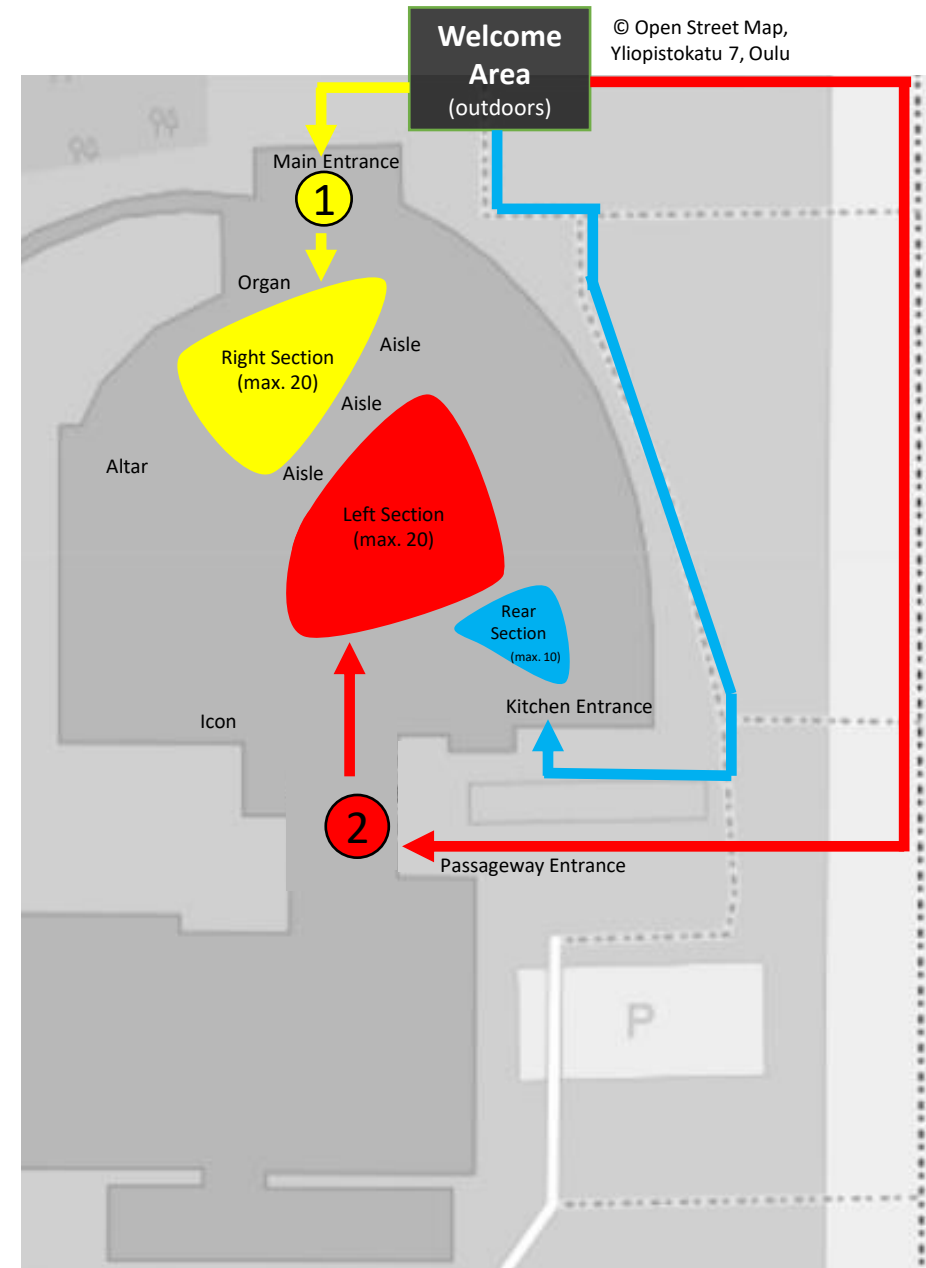 Welcome
Area
(outdoors)
© Open Street Map,
Yliopistokatu 7, Oulu
Main Entrance
1
Organ
Right Section
(max. 20)
Aisle
Aisle
Aisle
Altar
Left Section
(max. 20)
Rear
Section
(max. 10)
Kitchen Entrance
Icon
2
Passageway Entrance
P